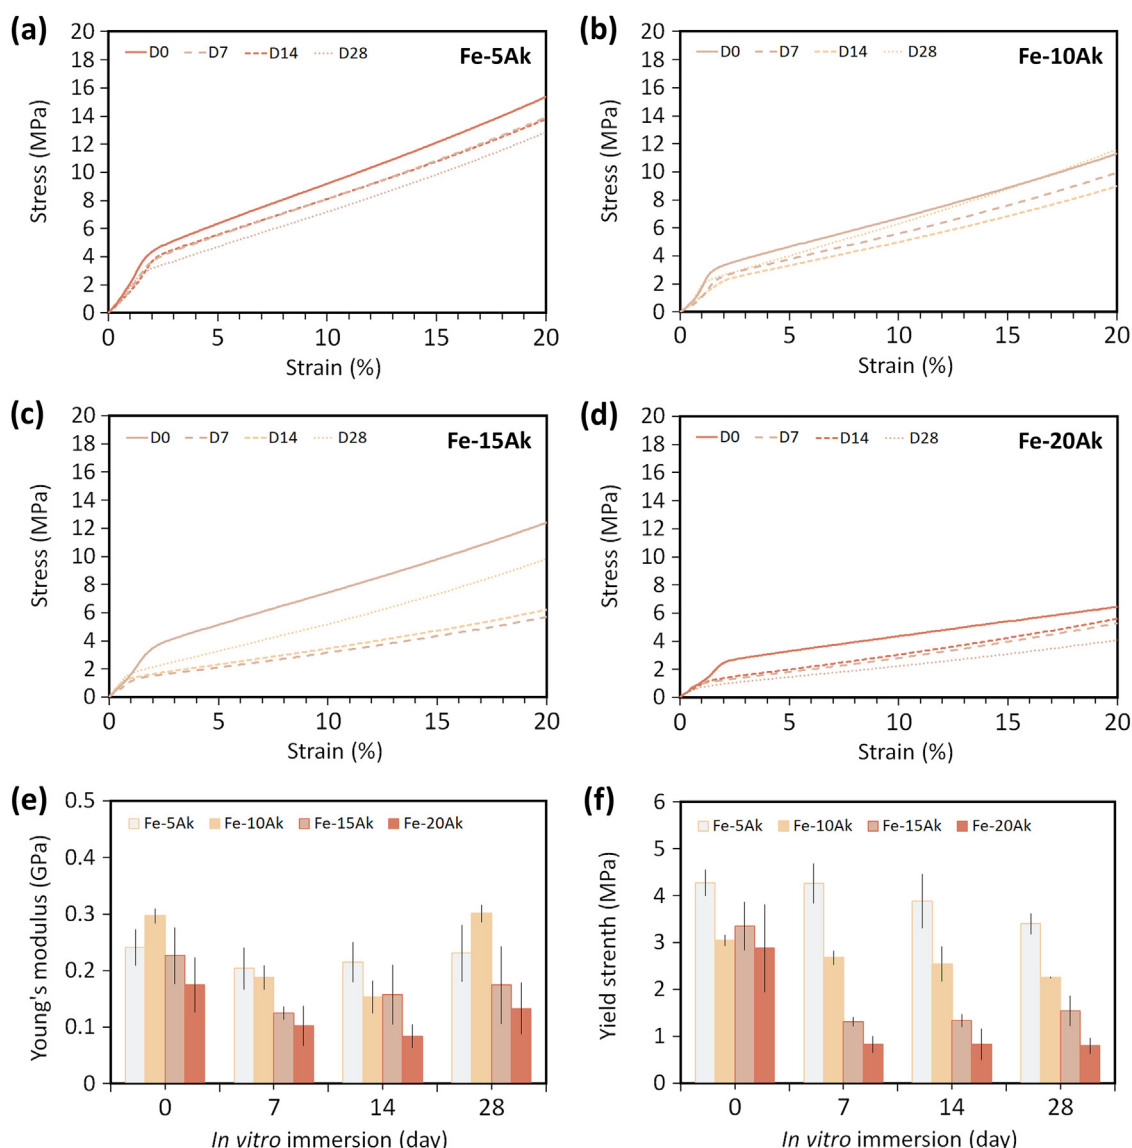 (a)
20
18
16
14
12
10
8
6
4
2
0
Stress (MPa)
D0 D7 D14 D28
Fe-5Ak
0 5 10 15 20
Strain (%)
(b)
20
18
16
14
12
10
8
6
4
2
0
Stress (MPa)
D0 D7 D14 D28
Fe-10Ak
0 5 10 15 20
Strain (%)
(c)
20
18
16
14
12
10
8
6
4
2
0
Stress (MPa)
D0 D7 D14 D28
Fe-15Ak
0 5 10 15 20
Strain (%)
(d)
20
18
16
14
12
10
8
6
4
2
0
Stress (MPa)
D0 D7 D14 D28
Fe-20Ak
0 5 10 15 20
Strain (%)
(e)
0.5
0.4
0.3
0.2
0.1
0
Young's modulus (GPa)
Fe-5Ak Fe-10Ak Fe-15Ak Fe-20Ak
0 7 14 28
In vitro immersion (day)
(f)
6
5
4
3
2
1
0
Yield strenth (MPa)
Fe-5Ak Fe-10Ak Fe-15Ak Fe-20Ak
0 7 14 28
In vitro immersion (day)